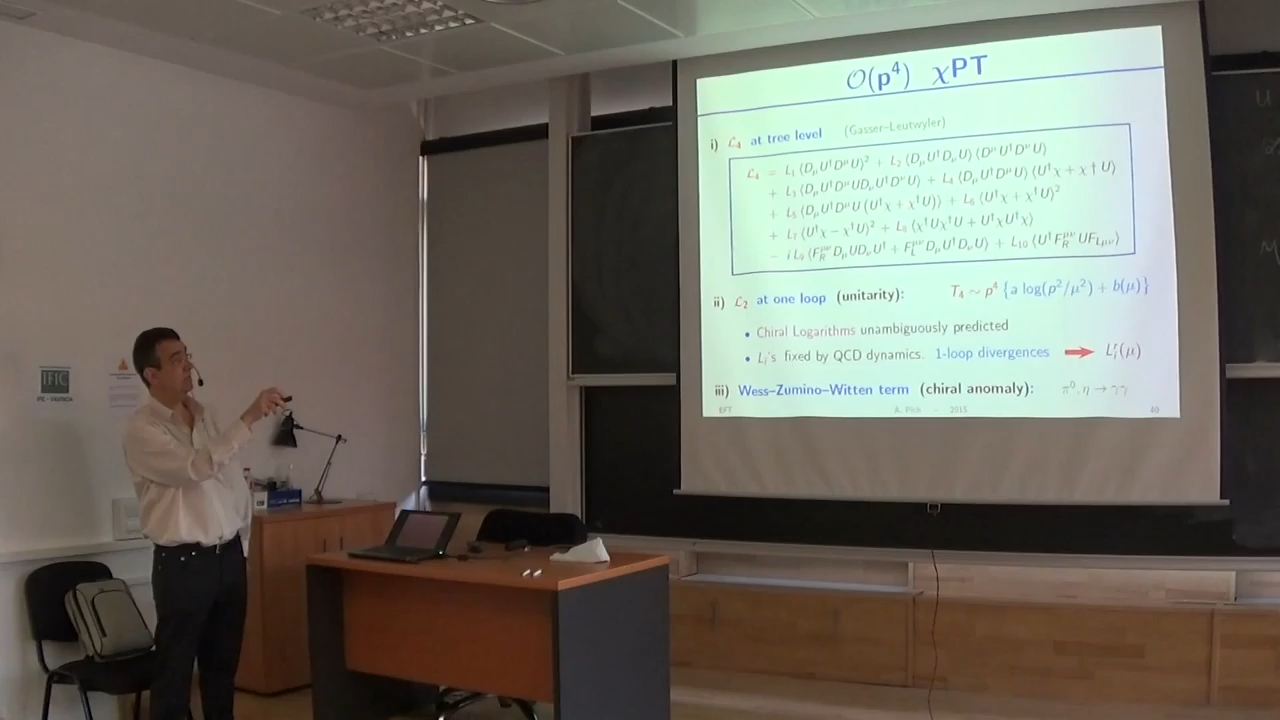 O(p⁴) χPT
i) ℒ₄ at tree level (Gasser–Leutwyler)
ℒ₄ = L₁ ⟨D_μU†D^μU⟩² + L₂ ⟨D_μU†D_νU⟩ ⟨D^μU†D^νU⟩
+ L₃ ⟨D_μU†D^μUD_νU†D^νU⟩ + L₄ ⟨D_μU†D^μU⟩ ⟨U†χ + χ†U⟩
+ L₅ ⟨D_μU†D^μU (U†χ + χ†U)⟩ + L₆ ⟨U†χ + χ†U⟩²
+ L₇ ⟨U†χ − χ†U⟩² + L₈ ⟨χ†Uχ†U + U†χU†χ⟩
− i L₉ ⟨F_R^{μν} D_μUD_νU† + F_L^{μν} D_μU†D_νU⟩ + L₁₀ ⟨U†F_R^{μν} UF_{Lμν}⟩
ii) ℒ₂ at one loop (unitarity): T₄ ∼ p⁴ {a log(p²/μ²) + b(μ)}
• Chiral Logarithms unambiguously predicted
• L_i's fixed by QCD dynamics. 1-loop divergences ➡ L_i^r(μ)
iii) Wess–Zumino–Witten term (chiral anomaly): π⁰, η → γγ
EFT A. Pich – 2015 40
IFIC